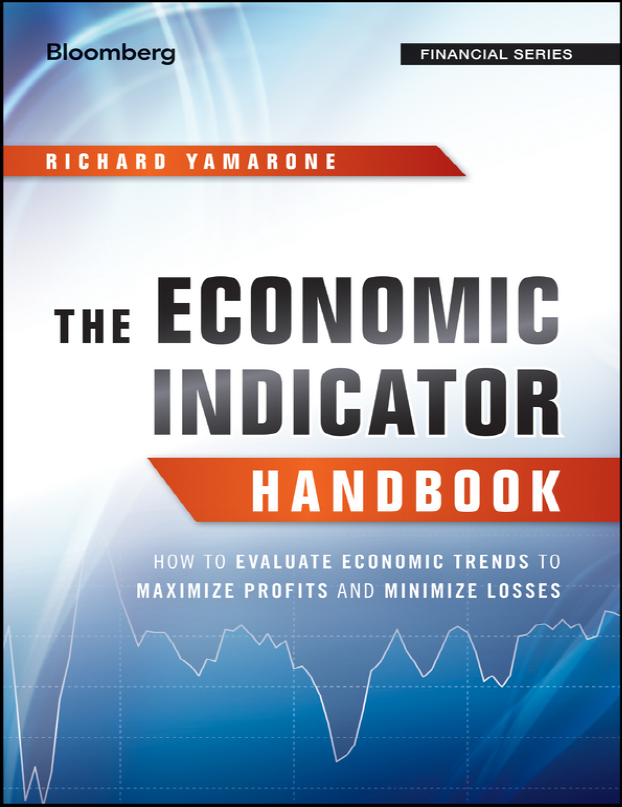 Bloomberg
FINANCIAL SERIES
RICHARD YAMARONE
THE ECONOMIC
INDICATOR
HANDBOOK
HOW TO EVALUATE ECONOMIC TRENDS TO
MAXIMIZE PROFITS AND MINIMIZE LOSSES